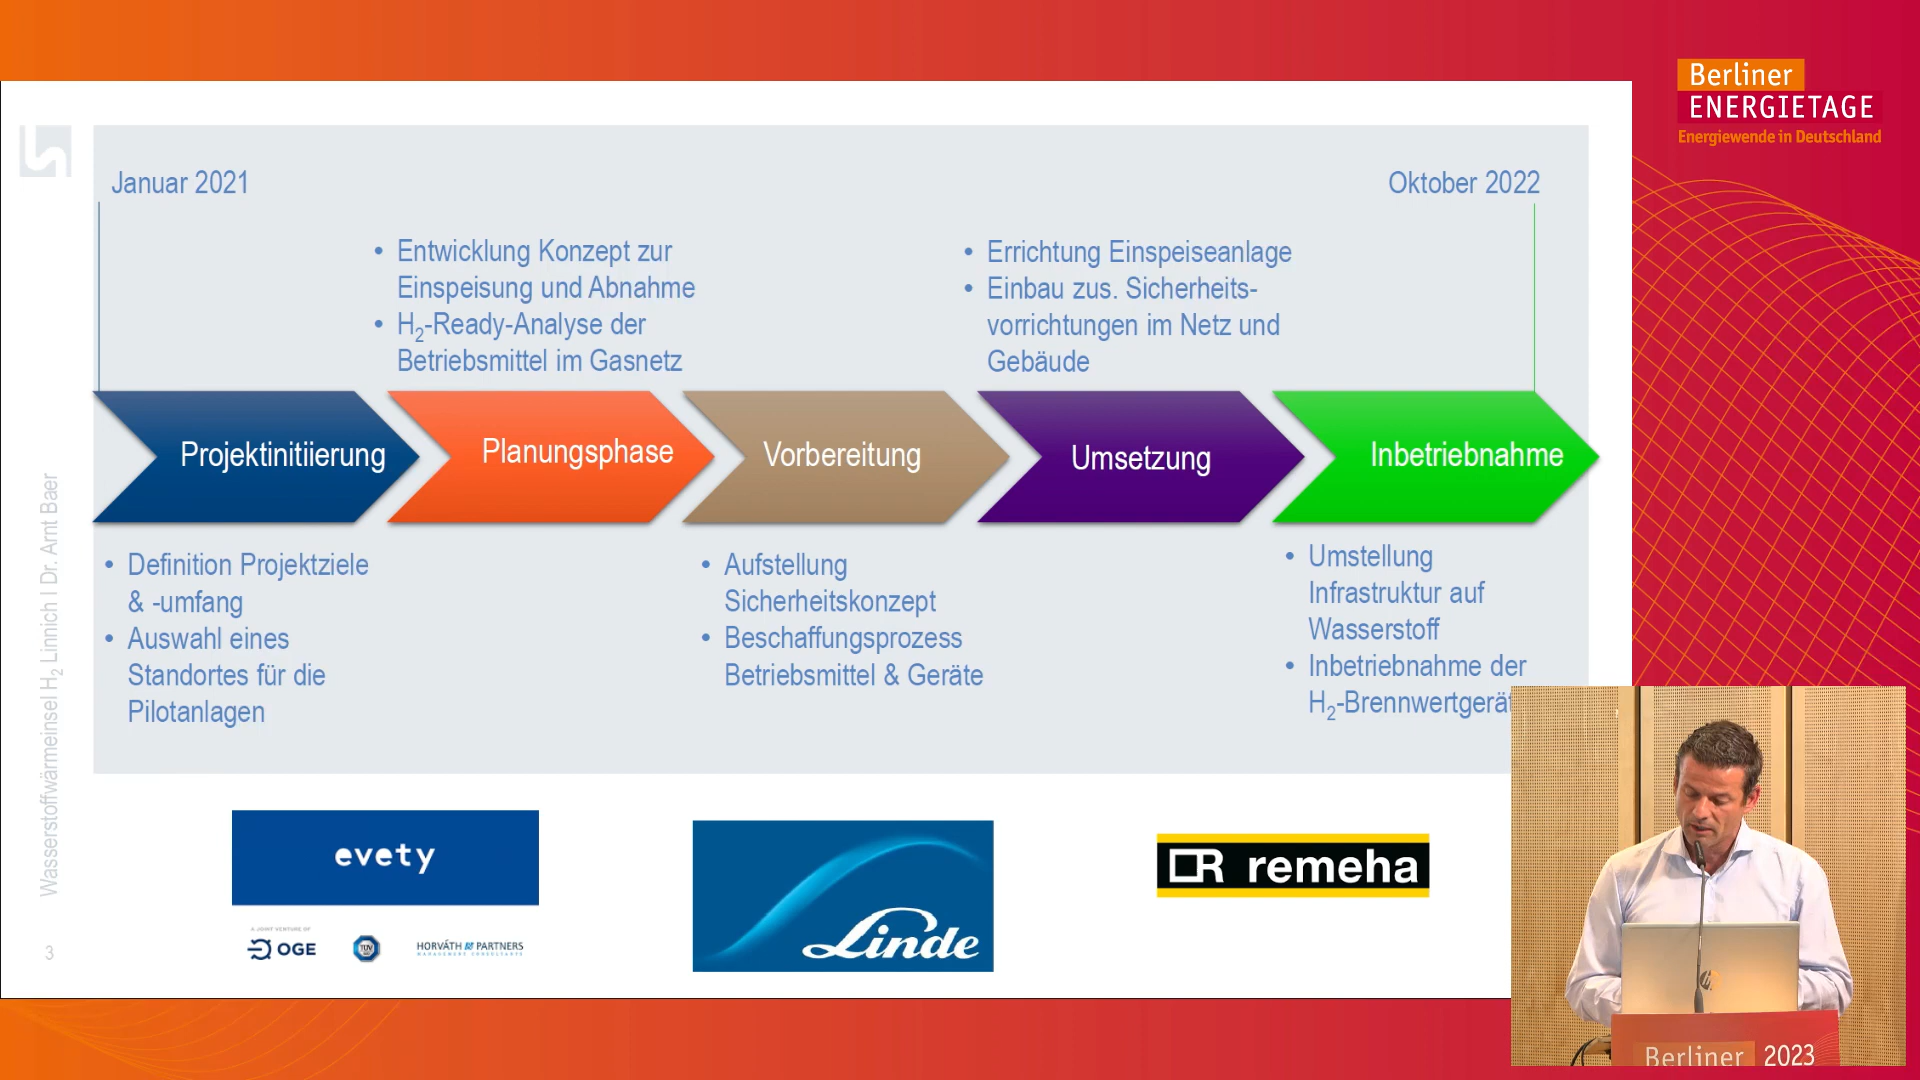 Berliner
ENERGIETAGE
Energiewende in Deutschland
Januar 2021
Oktober 2022
• Entwicklung Konzept zur
Einspeisung und Abnahme
• H₂-Ready-Analyse der
Betriebsmittel im Gasnetz
• Errichtung Einspeiseanlage
• Einbau zus. Sicherheits-
vorrichtungen im Netz und
Gebäude
Projektinitiierung
Planungsphase
Vorbereitung
Umsetzung
Inbetriebnahme
• Definition Projektziele
& -umfang
• Auswahl eines
Standortes für die
Pilotanlagen
• Aufstellung
Sicherheitskonzept
• Beschaffungsprozess
Betriebsmittel & Geräte
• Umstellung
Infrastruktur auf
Wasserstoff
• Inbetriebnahme der
H₂-Brennwertgerät
Wasserstoffwärmeinsel H₂ Linnich I Dr. Arnt Baer
3
evety
A JOINT VENTURE OF
OGE
TÜV
HORVÁTH & PARTNERS
MANAGEMENT CONSULTANTS
Linde
remeha
hp
Berliner 2023